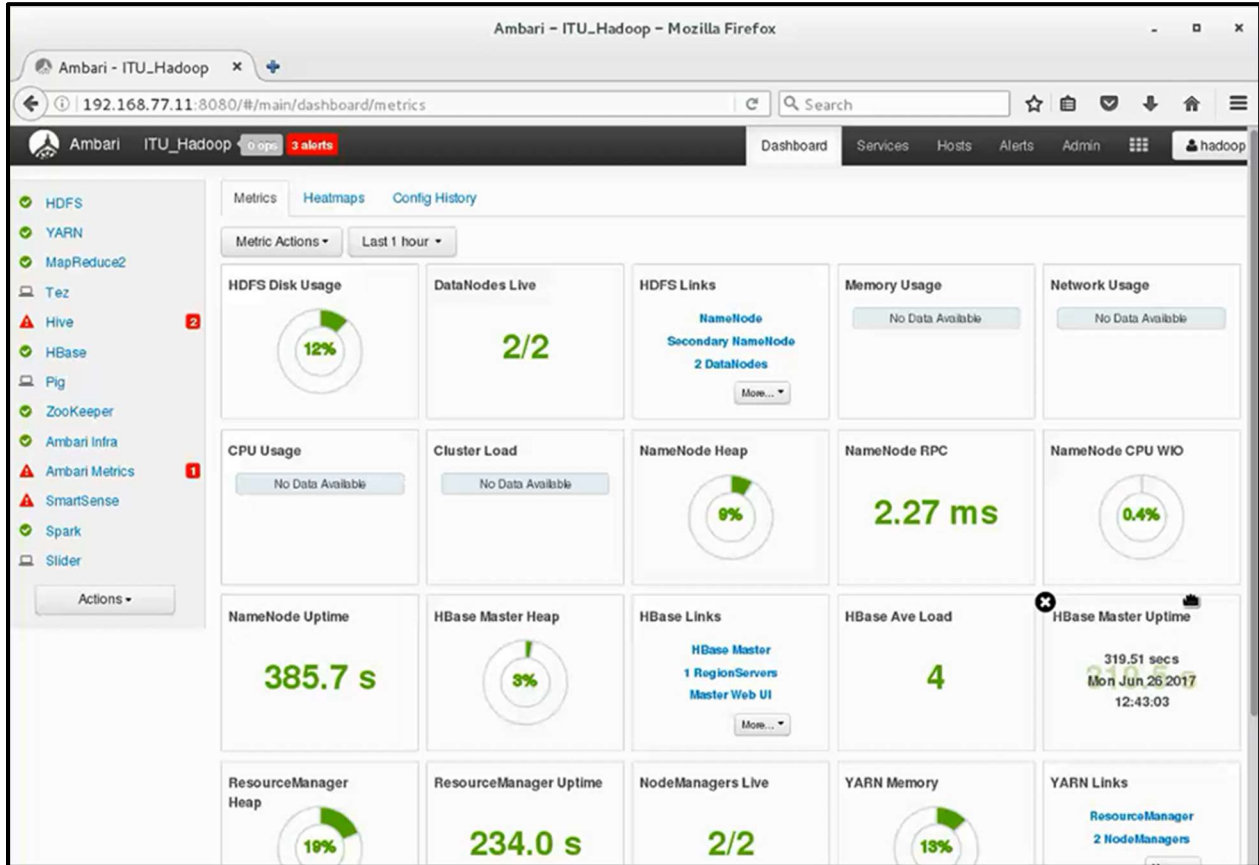 Ambari - ITU_Hadoop - Mozilla Firefox
Ambari - ITU_Hadoop
192.168.77.11:8080/#/main/dashboard/metrics
Search
Ambari ITU_Hadoop 0 ops 3 alerts
Dashboard Services Hosts Alerts Admin hadoop
HDFS
YARN
MapReduce2
Tez
Hive 2
HBase
Pig
ZooKeeper
Ambari Infra
Ambari Metrics 1
SmartSense
Spark
Slider
Actions
Metrics Heatmaps Config History
Metric Actions Last 1 hour
HDFS Disk Usage
12%
DataNodes Live
2/2
HDFS Links
NameNode
Secondary NameNode
2 DataNodes
More...
Memory Usage
No Data Available
Network Usage
No Data Available
CPU Usage
No Data Available
Cluster Load
No Data Available
NameNode Heap
9%
NameNode RPC
2.27 ms
NameNode CPU WIO
0.4%
NameNode Uptime
385.7 s
HBase Master Heap
3%
HBase Links
HBase Master
1 RegionServers
Master Web UI
More...
HBase Ave Load
4
HBase Master Uptime
319.51 secs
Mon Jun 26 2017
12:43:03
ResourceManager
Heap
19%
ResourceManager Uptime
234.0 s
NodeManagers Live
2/2
YARN Memory
13%
YARN Links
ResourceManager
2 NodeManagers